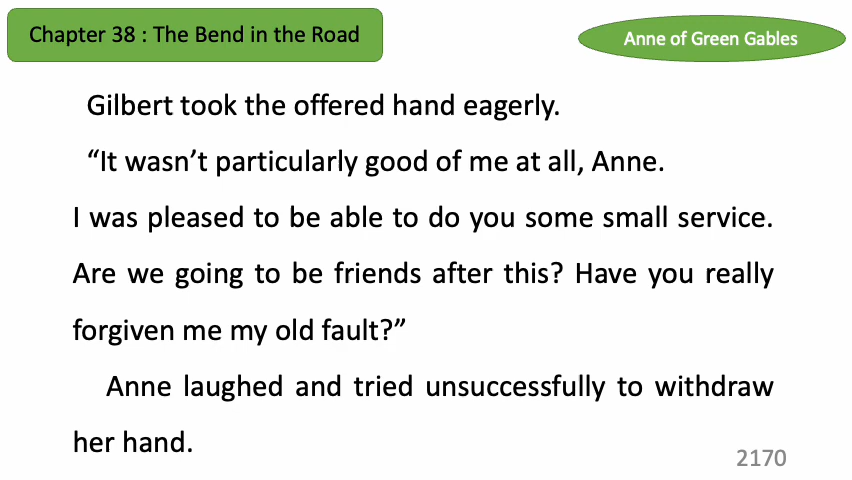 Chapter 38 : The Bend in the Road
Anne of Green Gables
Gilbert took the offered hand eagerly.
“It wasn’t particularly good of me at all, Anne.
I was pleased to be able to do you some small service.
Are we going to be friends after this? Have you really
forgiven me my old fault?”
Anne laughed and tried unsuccessfully to withdraw
her hand.
2170